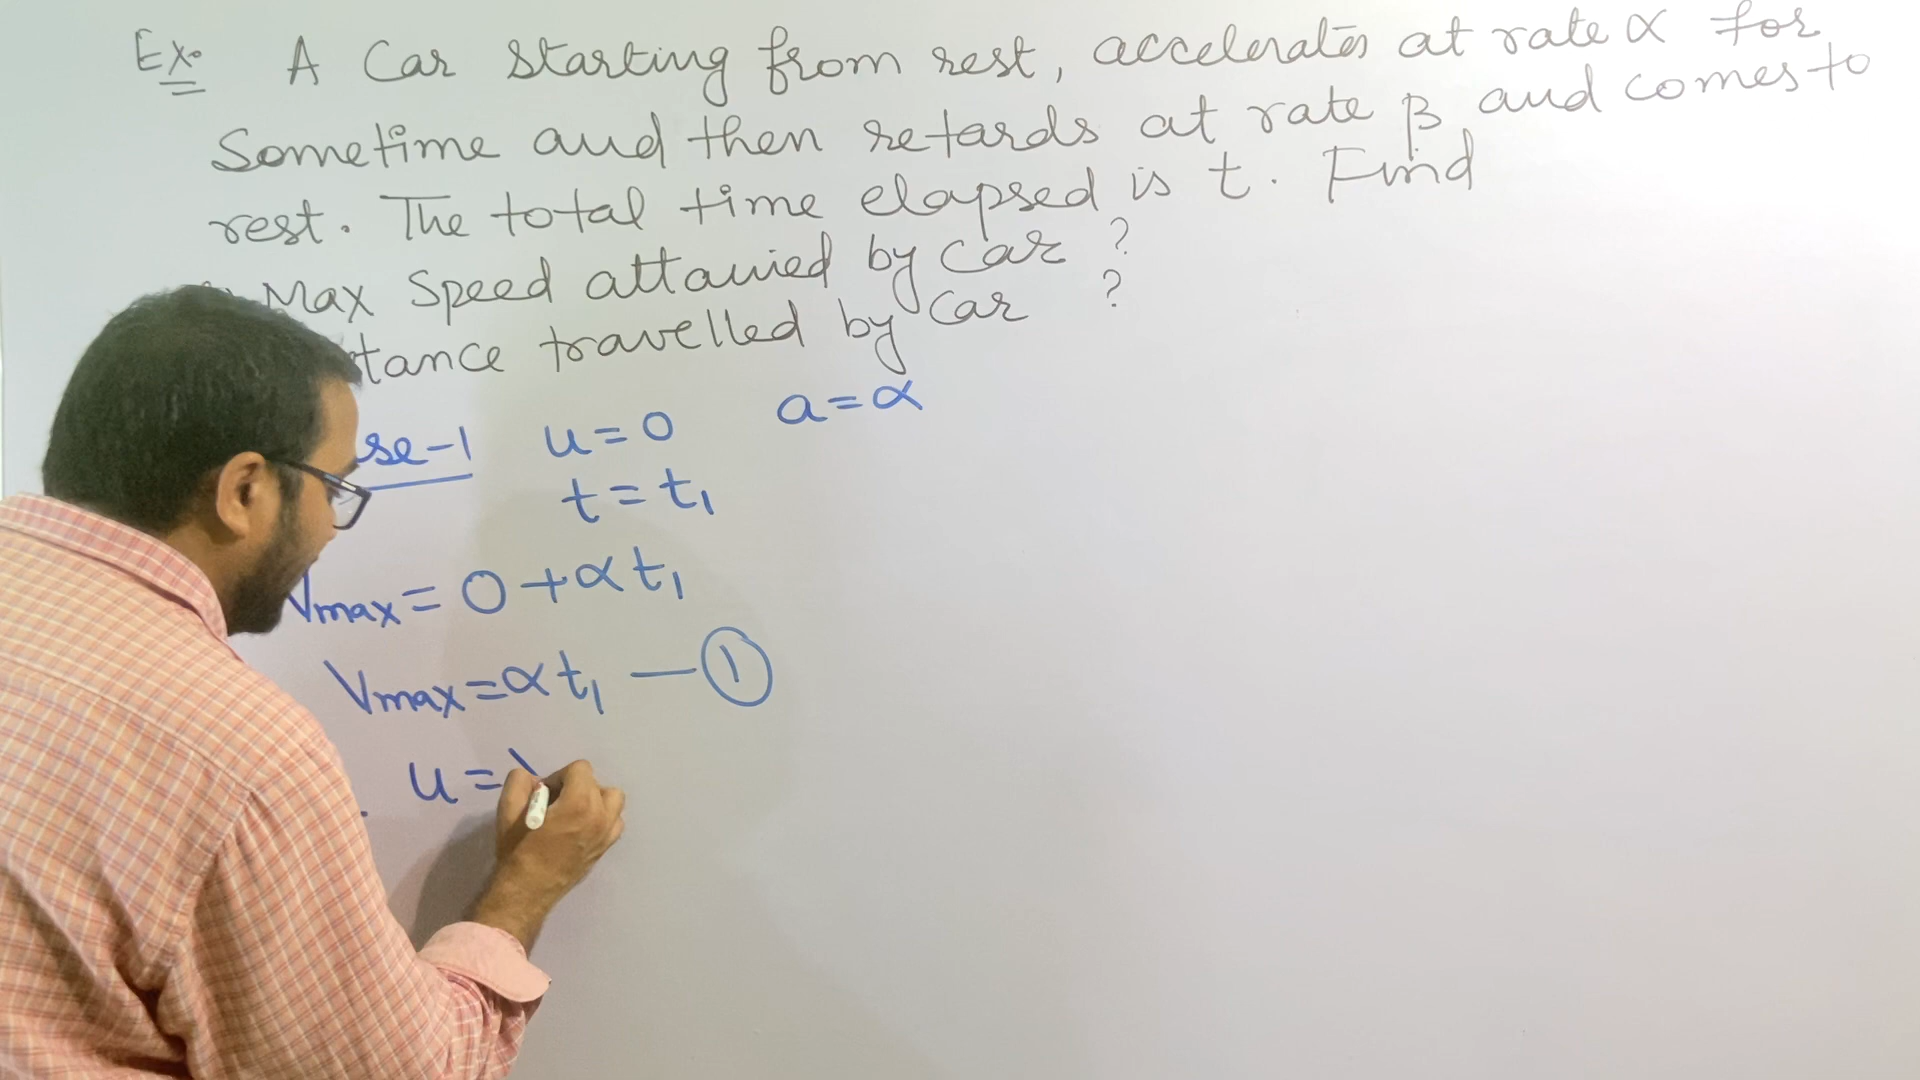 Ex. A Car starting from rest, accelerates at rate α for
Sometime and then retards at rate β and comes to
rest. The total time elapsed is t. Find
Max Speed attained by Car ?
tance travelled by Car ?
se-1 u=0 a=α
t=t₁
Vmax=0+αt₁
Vmax=αt₁ —①
u=